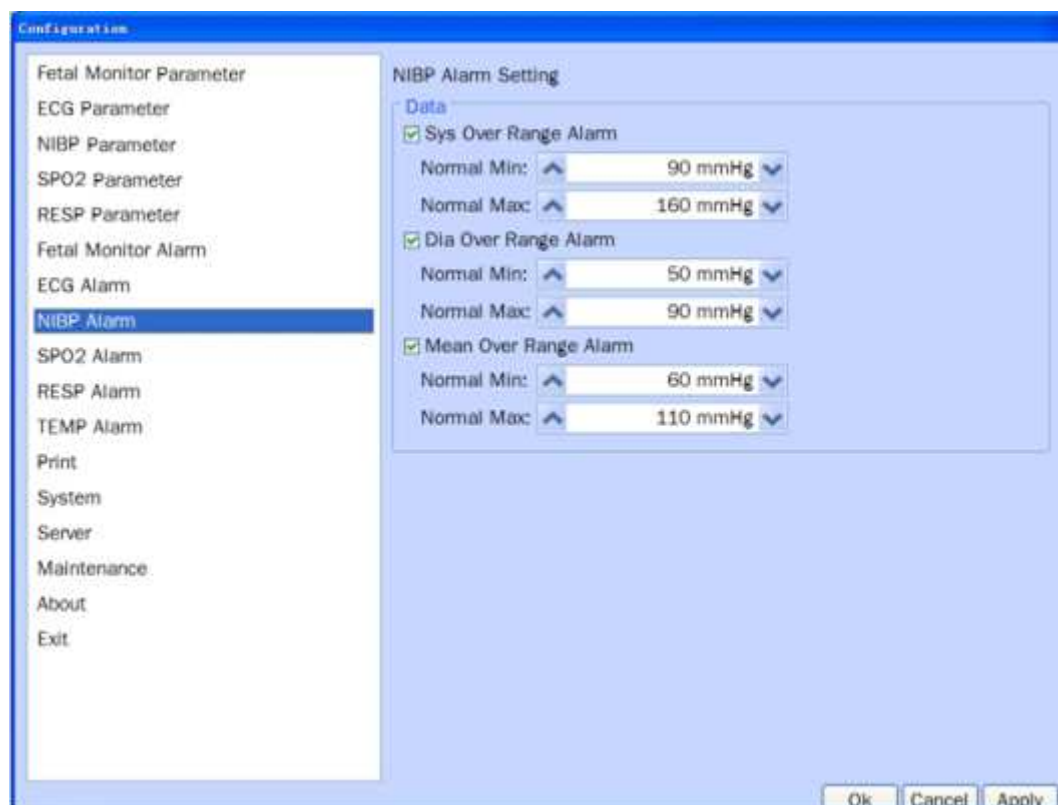 Configuration
Fetal Monitor Parameter
ECG Parameter
NIBP Parameter
SPO2 Parameter
RESP Parameter
Fetal Monitor Alarm
ECG Alarm
NIBP Alarm
SPO2 Alarm
RESP Alarm
TEMP Alarm
Print
System
Server
Maintenance
About
Exit
NIBP Alarm Setting
Data
Sys Over Range Alarm
Normal Min: 90 mmHg
Normal Max: 160 mmHg
Dia Over Range Alarm
Normal Min: 50 mmHg
Normal Max: 90 mmHg
Mean Over Range Alarm
Normal Min: 60 mmHg
Normal Max: 110 mmHg
Ok Cancel Apply